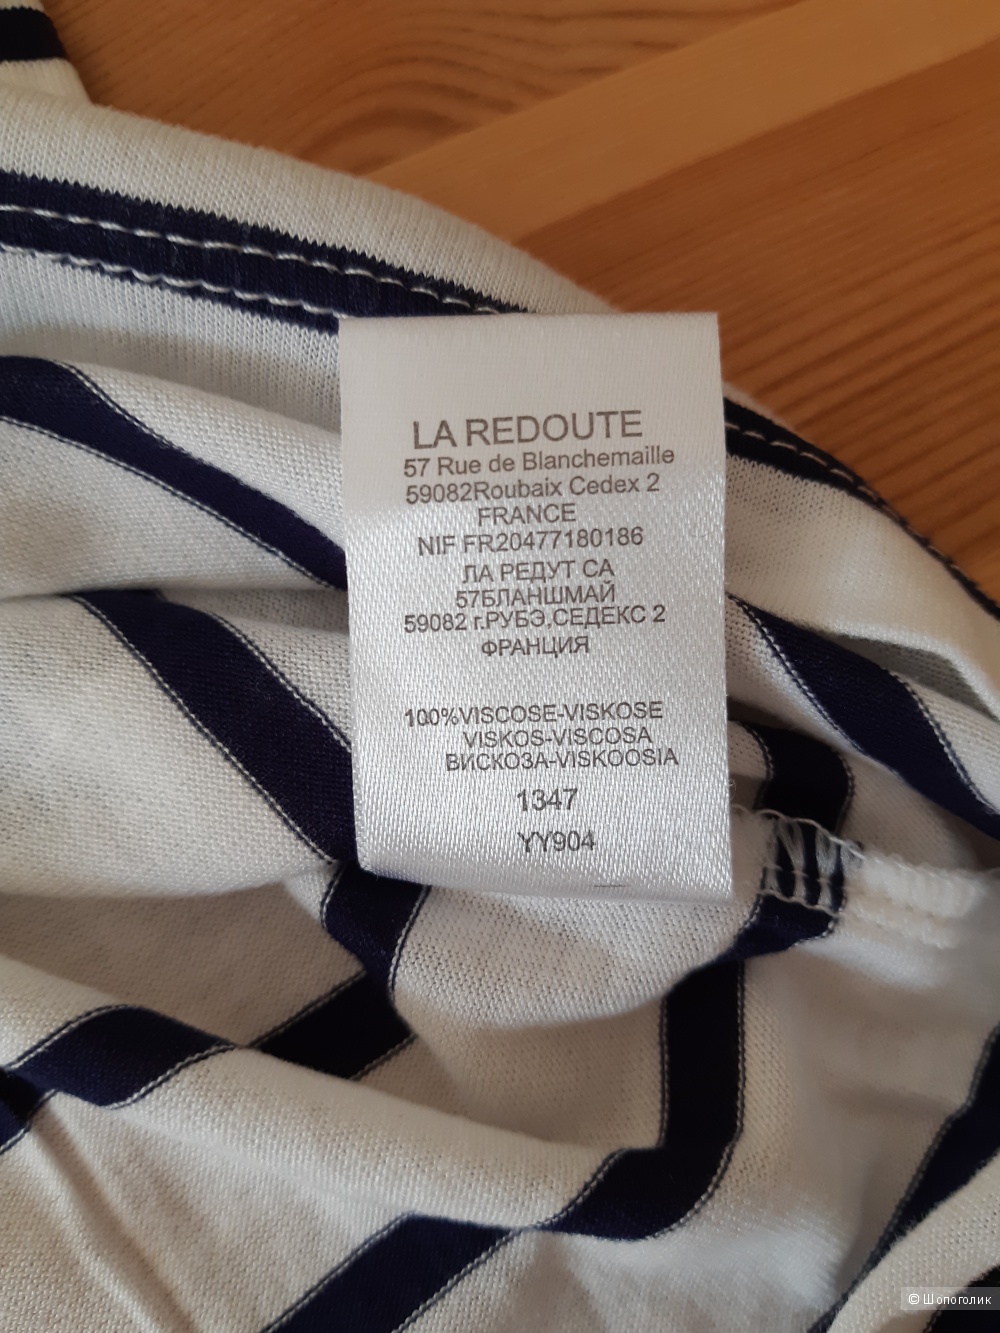 LA REDOUTE
57 Rue de Blanchemaille
59082Roubaix Cedex 2
FRANCE
NIF FR20477180186
ЛА РЕДУТ СА
57БЛАНШМАЙ
59082 г.РУБЭ.СЕДЕКС 2
ФРАНЦИЯ
100%VISCOSE-VISKOSE
VISKOS-VISCOSA
ВИСКОЗА-VISKOOSIA
1347
YY904
© Шопоголик